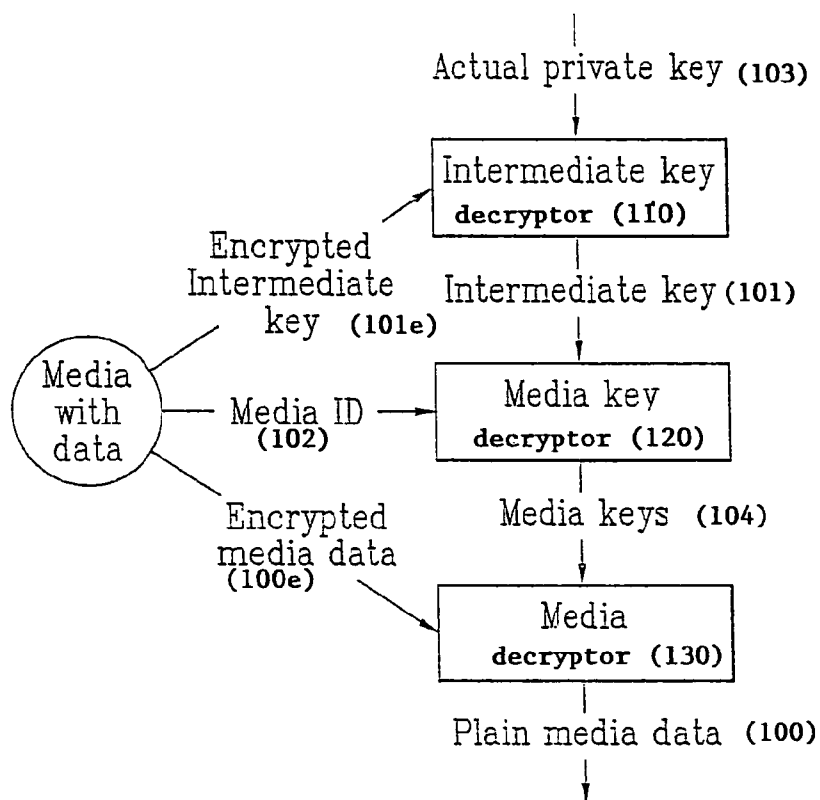 Actual private key (103)
Intermediate key
decryptor (110)
Encrypted
Intermediate
key (101e)
Intermediate key (101)
Media
with
data
Media ID
(102)
Media key
decryptor (120)
Media keys (104)
Encrypted
media data
(100e)
Media
decryptor (130)
Plain media data (100)